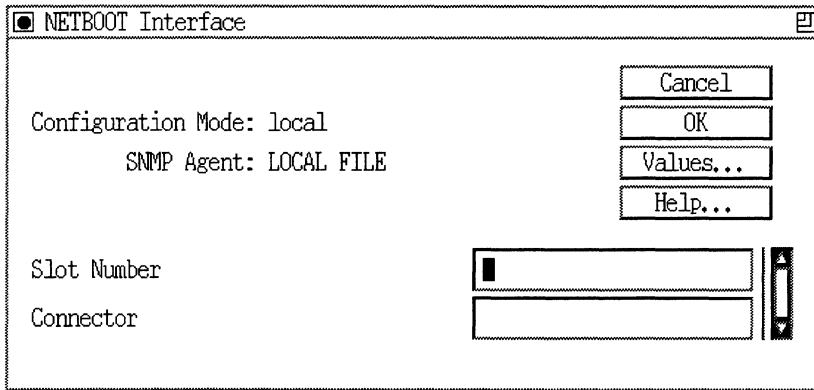 NETBOOT Interface
Cancel
Configuration Mode: local
OK
SNMP Agent: LOCAL FILE
Values...
Help...
Slot Number
Connector